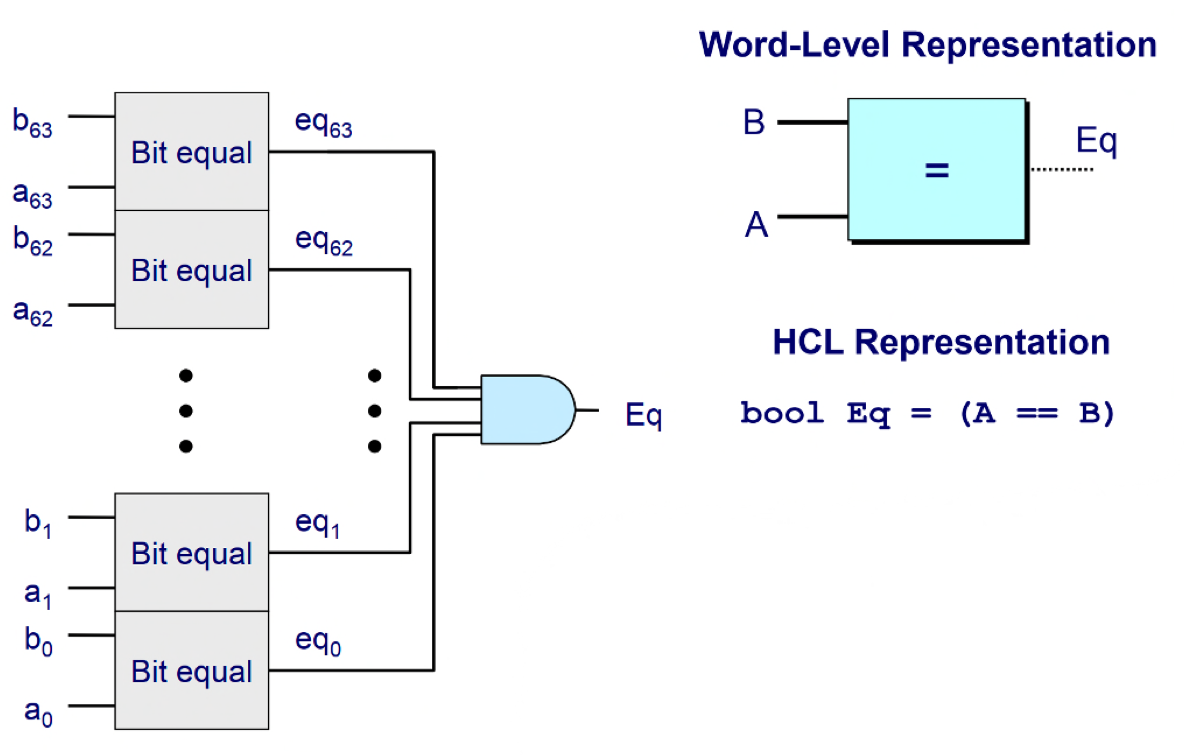 b63
a63
Bit equal
eq63
b62
a62
Bit equal
eq62
b1
a1
Bit equal
eq1
b0
a0
Bit equal
eq0
Eq
Word-Level Representation
B
A
=
Eq
HCL Representation
bool Eq = (A == B)